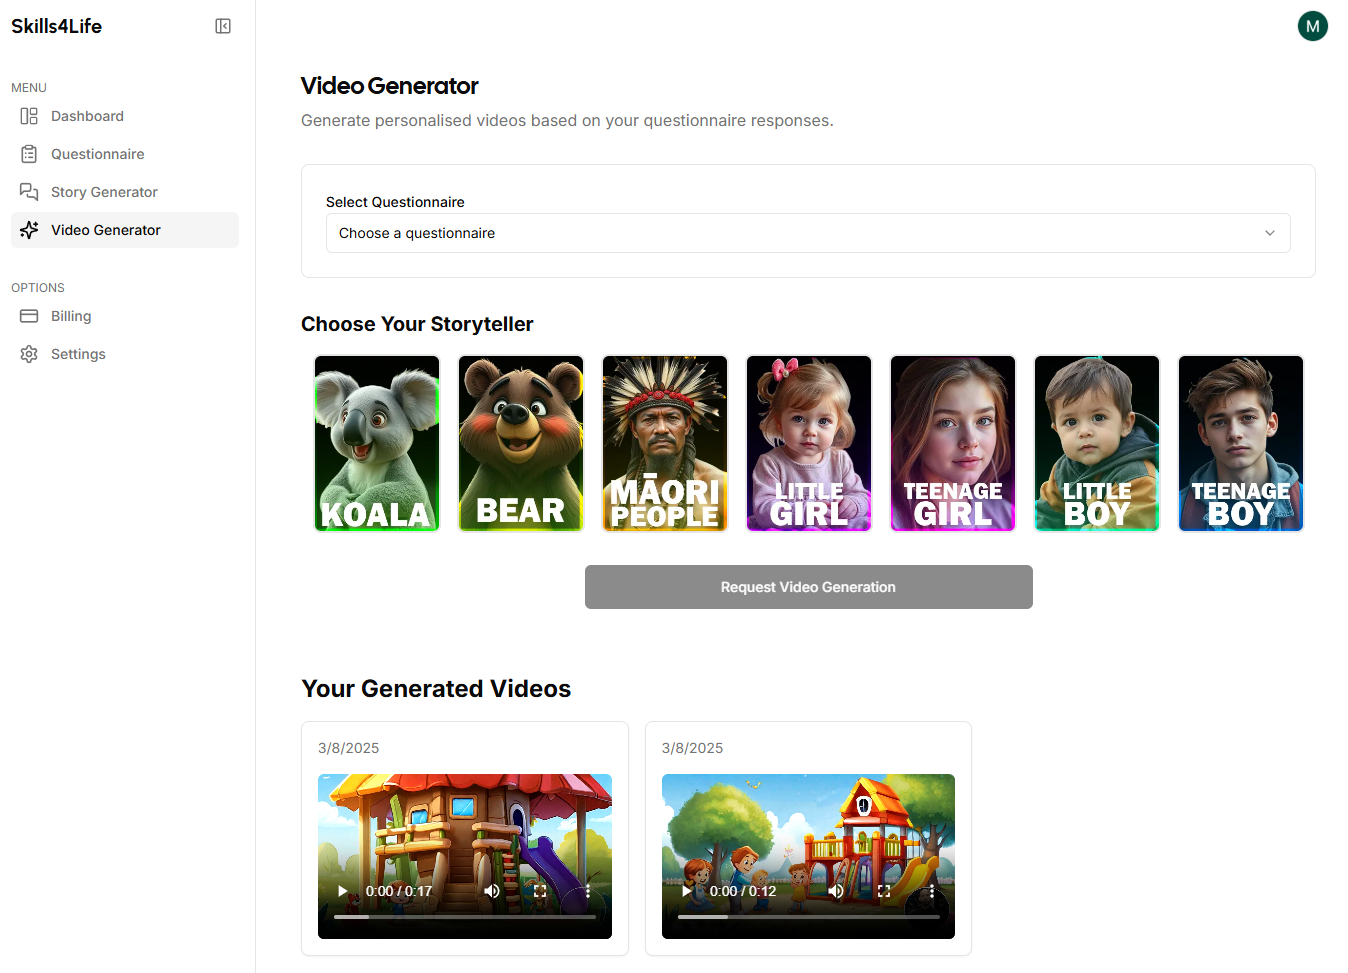 Skills4Life
M
MENU
Dashboard
Questionnaire
Story Generator
Video Generator
OPTIONS
Billing
Settings
Video Generator
Generate personalised videos based on your questionnaire responses.
Select Questionnaire
Choose a questionnaire
Choose Your Storyteller
KOALA
BEAR
MĀORI
PEOPLE
LITTLE
GIRL
TEENAGE
GIRL
LITTLE
BOY
TEENAGE
BOY
Request Video Generation
Your Generated Videos
3/8/2025
0:00 / 0:17
3/8/2025
0:00 / 0:12